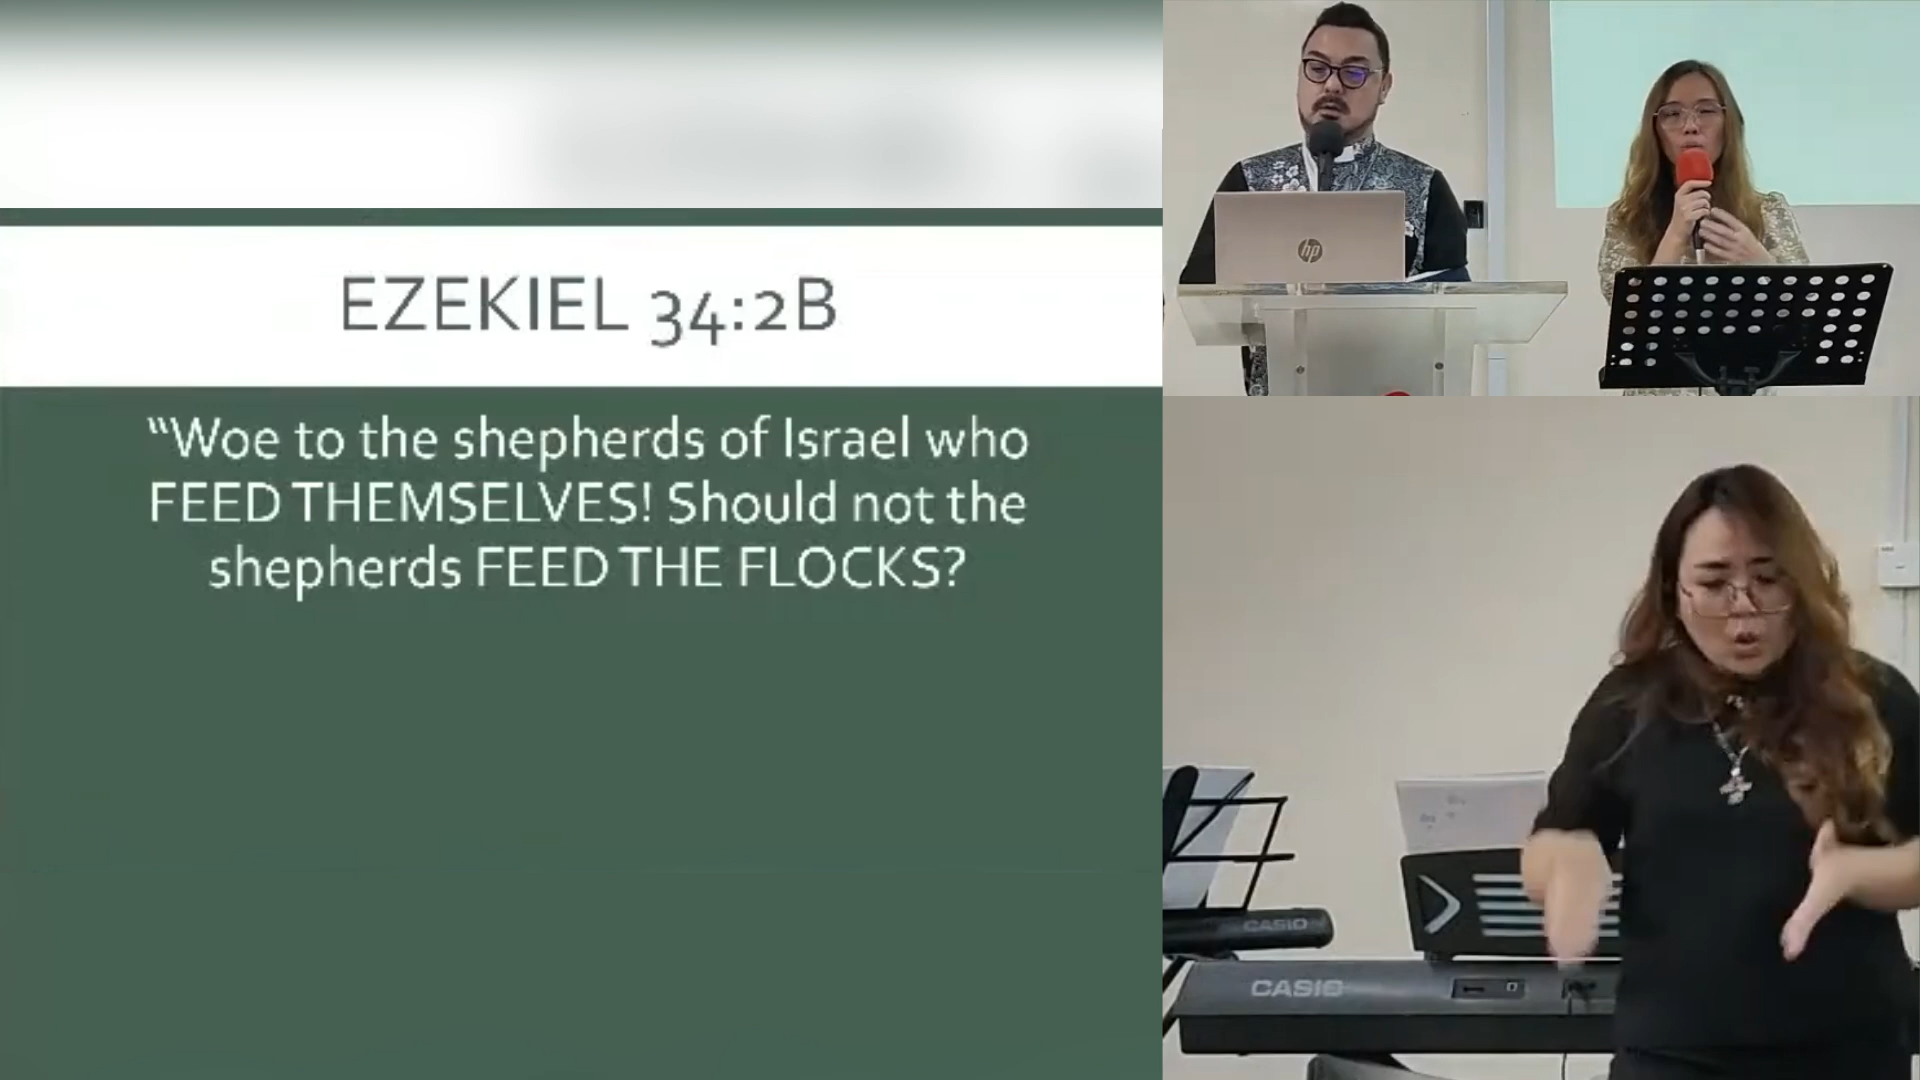 EZEKIEL 34:2B
“Woe to the shepherds of Israel who
FEED THEMSELVES! Should not the
shepherds FEED THE FLOCKS?
hp
CASIO
CASIO